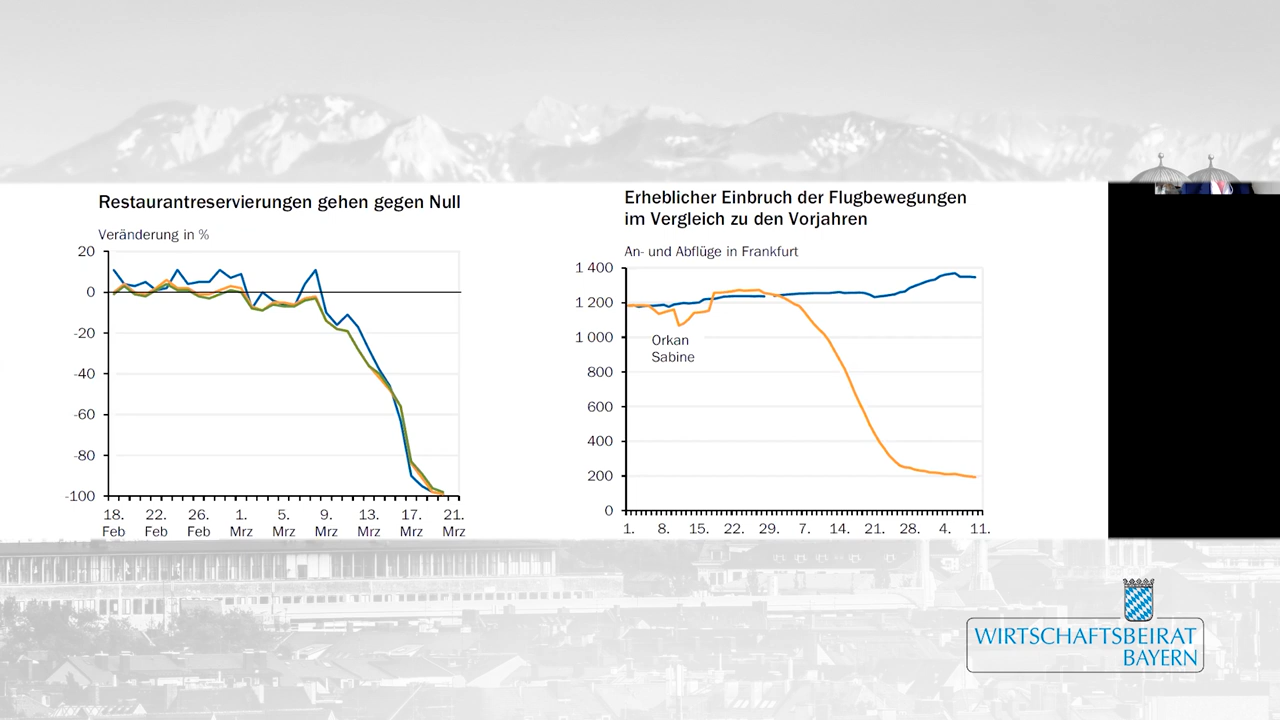 Restaurantreservierungen gehen gegen Null
Veränderung in %
20
0
-20
-40
-60
-80
-100
18. 22. 26. 1. 5. 9. 13. 17. 21.
Feb Feb Feb Mrz Mrz Mrz Mrz Mrz Mrz
Erheblicher Einbruch der Flugbewegungen
im Vergleich zu den Vorjahren
An- und Abflüge in Frankfurt
1 400
1 200
1 000
800
600
400
200
0
Orkan
Sabine
1. 8. 15. 22. 29. 7. 14. 21. 28. 4. 11.
WIRTSCHAFTSBEIRAT
BAYERN